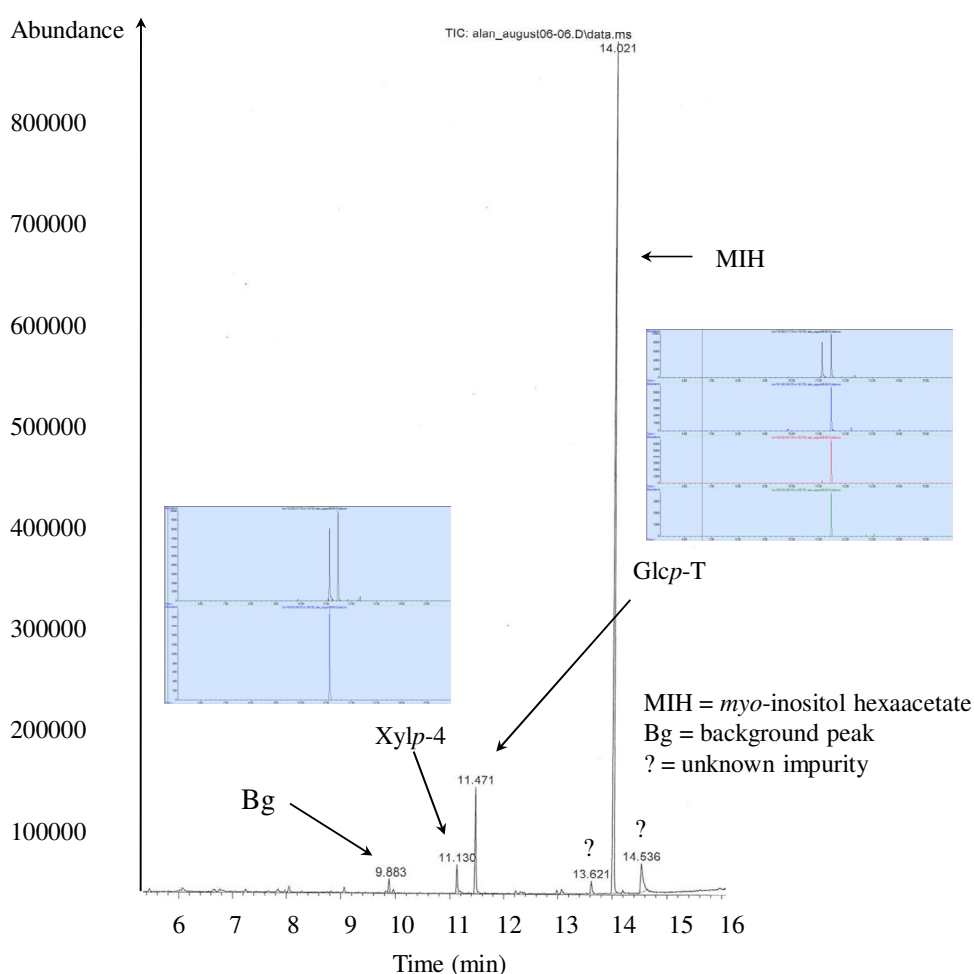 Abundance
TIC: alan_august06-06.D\data.ms
14.021
800000
700000
MIH
600000
500000
400000
Glcp-T
300000
MIH = myo-inositol hexaacetate
200000
Bg = background peak
Xylp-4
? = unknown impurity
11.471
Bg
100000
?
?
11.130
14.536
9.883
13.621
6 7 8 9 10 11 12 13 14 15 16
Time (min)